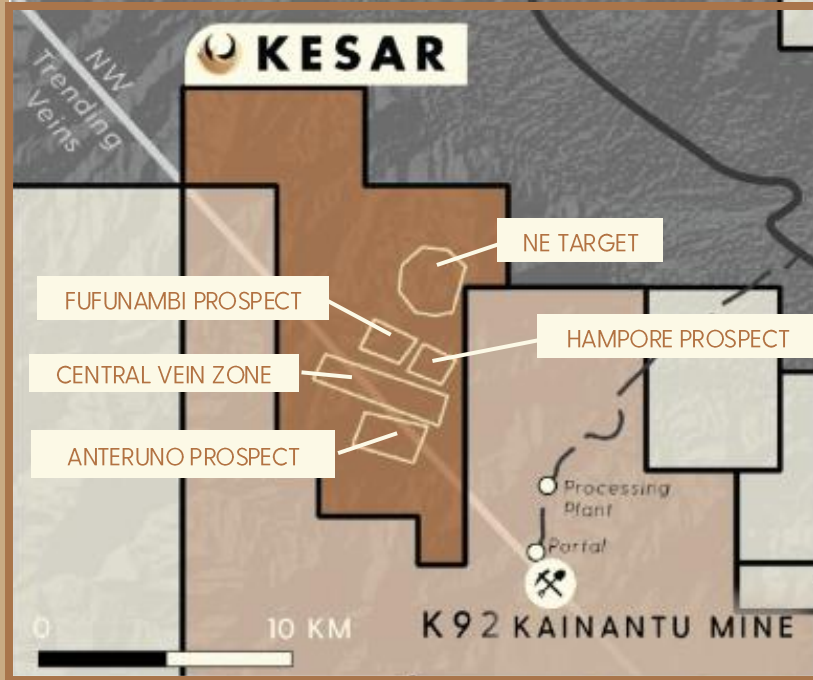 KESAR
NW
Trending
Veins
NE TARGET
FUFUNAMBI PROSPECT
HAMPORE PROSPECT
CENTRAL VEIN ZONE
ANTERUNO PROSPECT
Processing
Plant
Portal
0
10 KM
K92 KAINANTU MINE